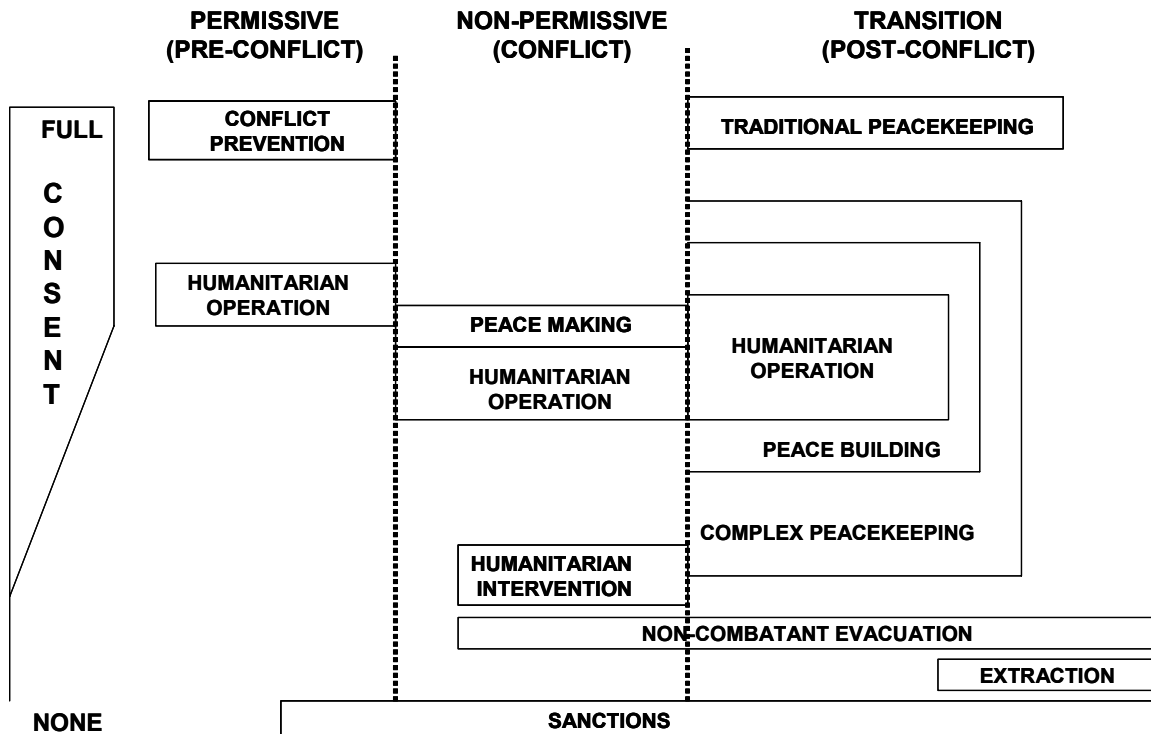 PERMISSIVE
(PRE-CONFLICT)
NON-PERMISSIVE
(CONFLICT)
TRANSITION
(POST-CONFLICT)
FULL
CONSENT
NONE
CONFLICT
PREVENTION
TRADITIONAL PEACEKEEPING
HUMANITARIAN
OPERATION
PEACE MAKING
HUMANITARIAN
OPERATION
HUMANITARIAN
OPERATION
PEACE BUILDING
COMPLEX PEACEKEEPING
HUMANITARIAN
INTERVENTION
NON-COMBATANT EVACUATION
EXTRACTION
SANCTIONS